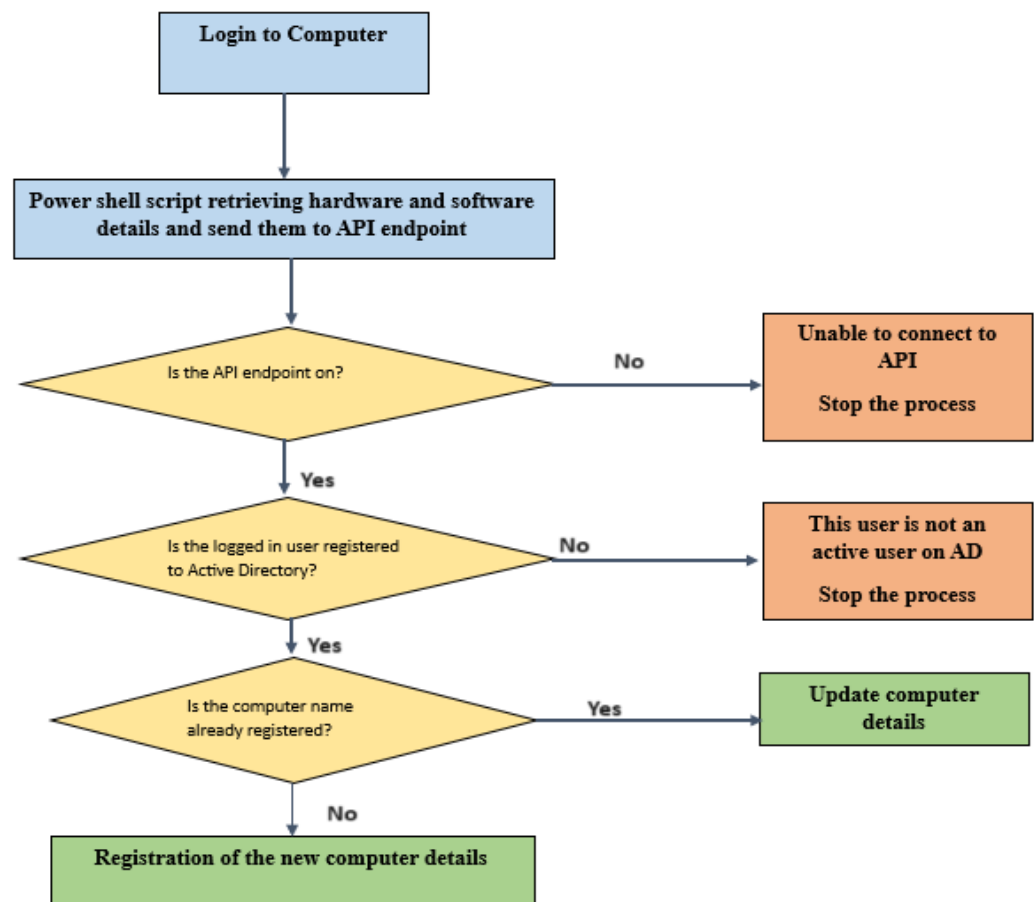 Login to Computer
Power shell script retrieving hardware and software
details and send them to API endpoint
Is the API endpoint on?
No
Unable to connect to
API
Stop the process
Yes
Is the logged in user registered
to Active Directory?
No
This user is not an
active user on AD
Stop the process
Yes
Is the computer name
already registered?
Yes
Update computer
details
No
Registration of the new computer details